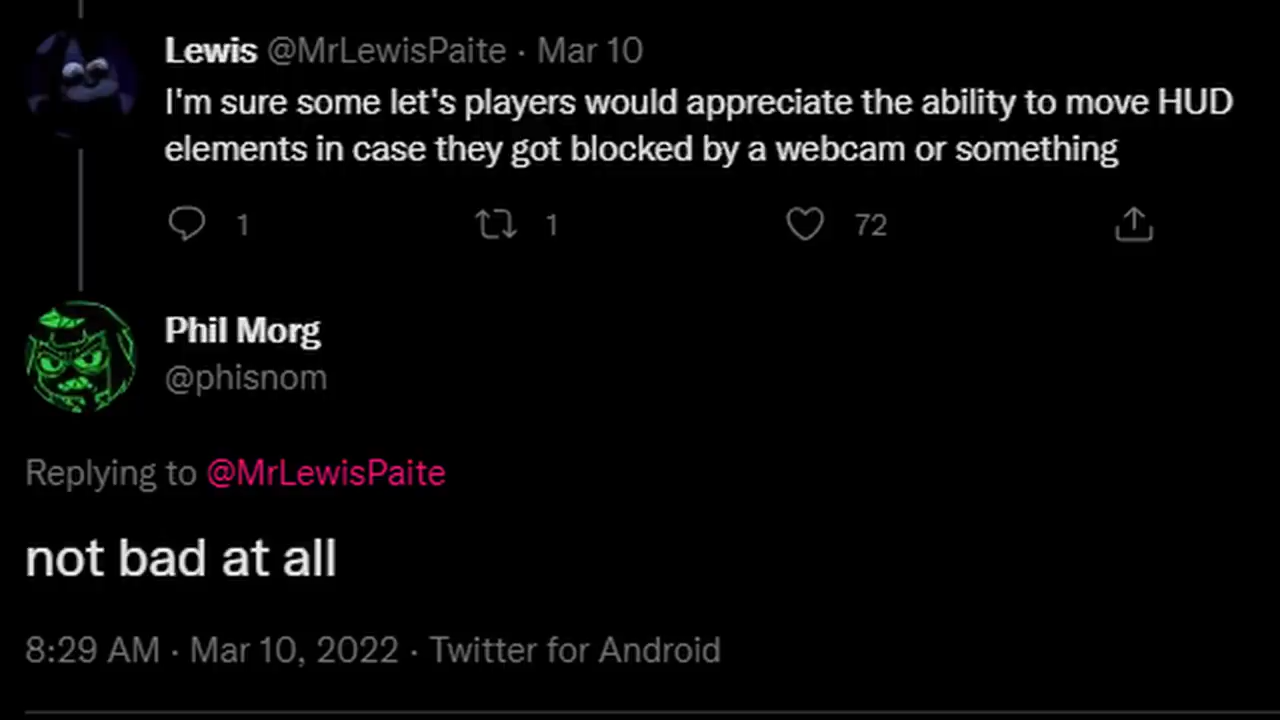 Lewis @MrLewisPaite · Mar 10
I'm sure some let's players would appreciate the ability to move HUD
elements in case they got blocked by a webcam or something
1 1 72
Phil Morg
@phisnom
Replying to @MrLewisPaite
not bad at all
8:29 AM · Mar 10, 2022 · Twitter for Android